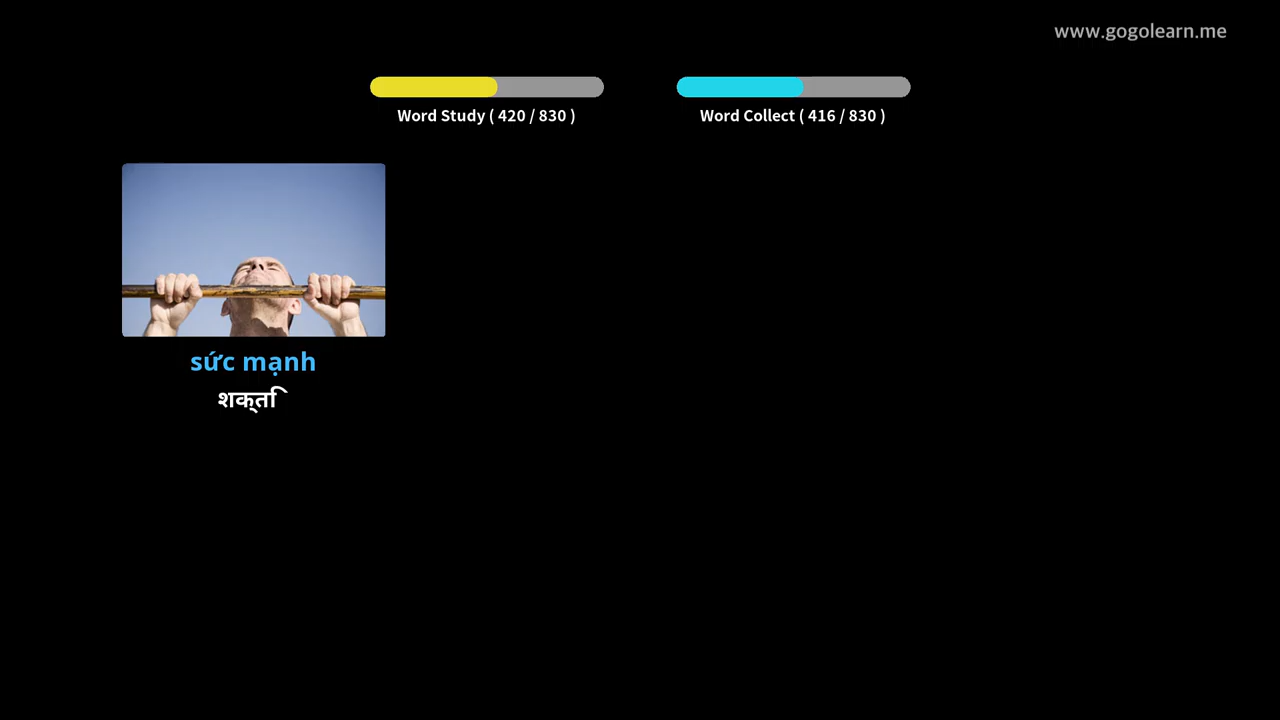 www.gogolearn.me
Word Study ( 420 / 830 )
Word Collect ( 416 / 830 )
sức mạnh
शक्ति